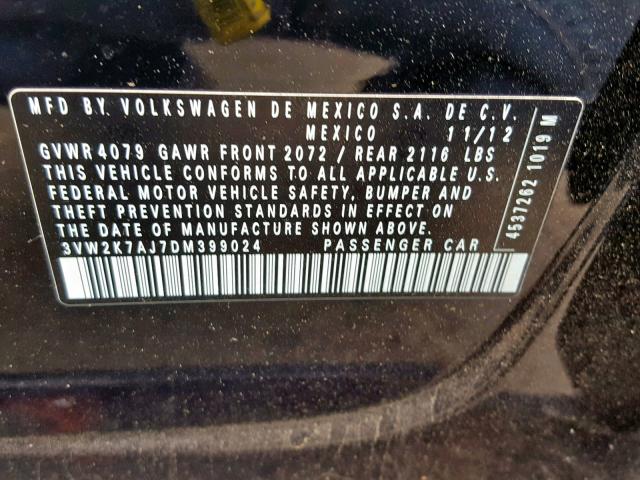 MFD BY VOLKSWAGEN DE MEXICO S.A. DE C.V.
MEXICO 11/12
GVWR 4079 GAWR FRONT 2072 / REAR 2116 LBS
THIS VEHICLE CONFORMS TO ALL APPLICABLE U.S.
FEDERAL MOTOR VEHICLE SAFETY, BUMPER AND
THEFT PREVENTION STANDARDS IN EFFECT ON
THE DATE OF MANUFACTURE SHOWN ABOVE.
3VW2K7AJ7DM399024 PASSENGER CAR
4537262 1019 M